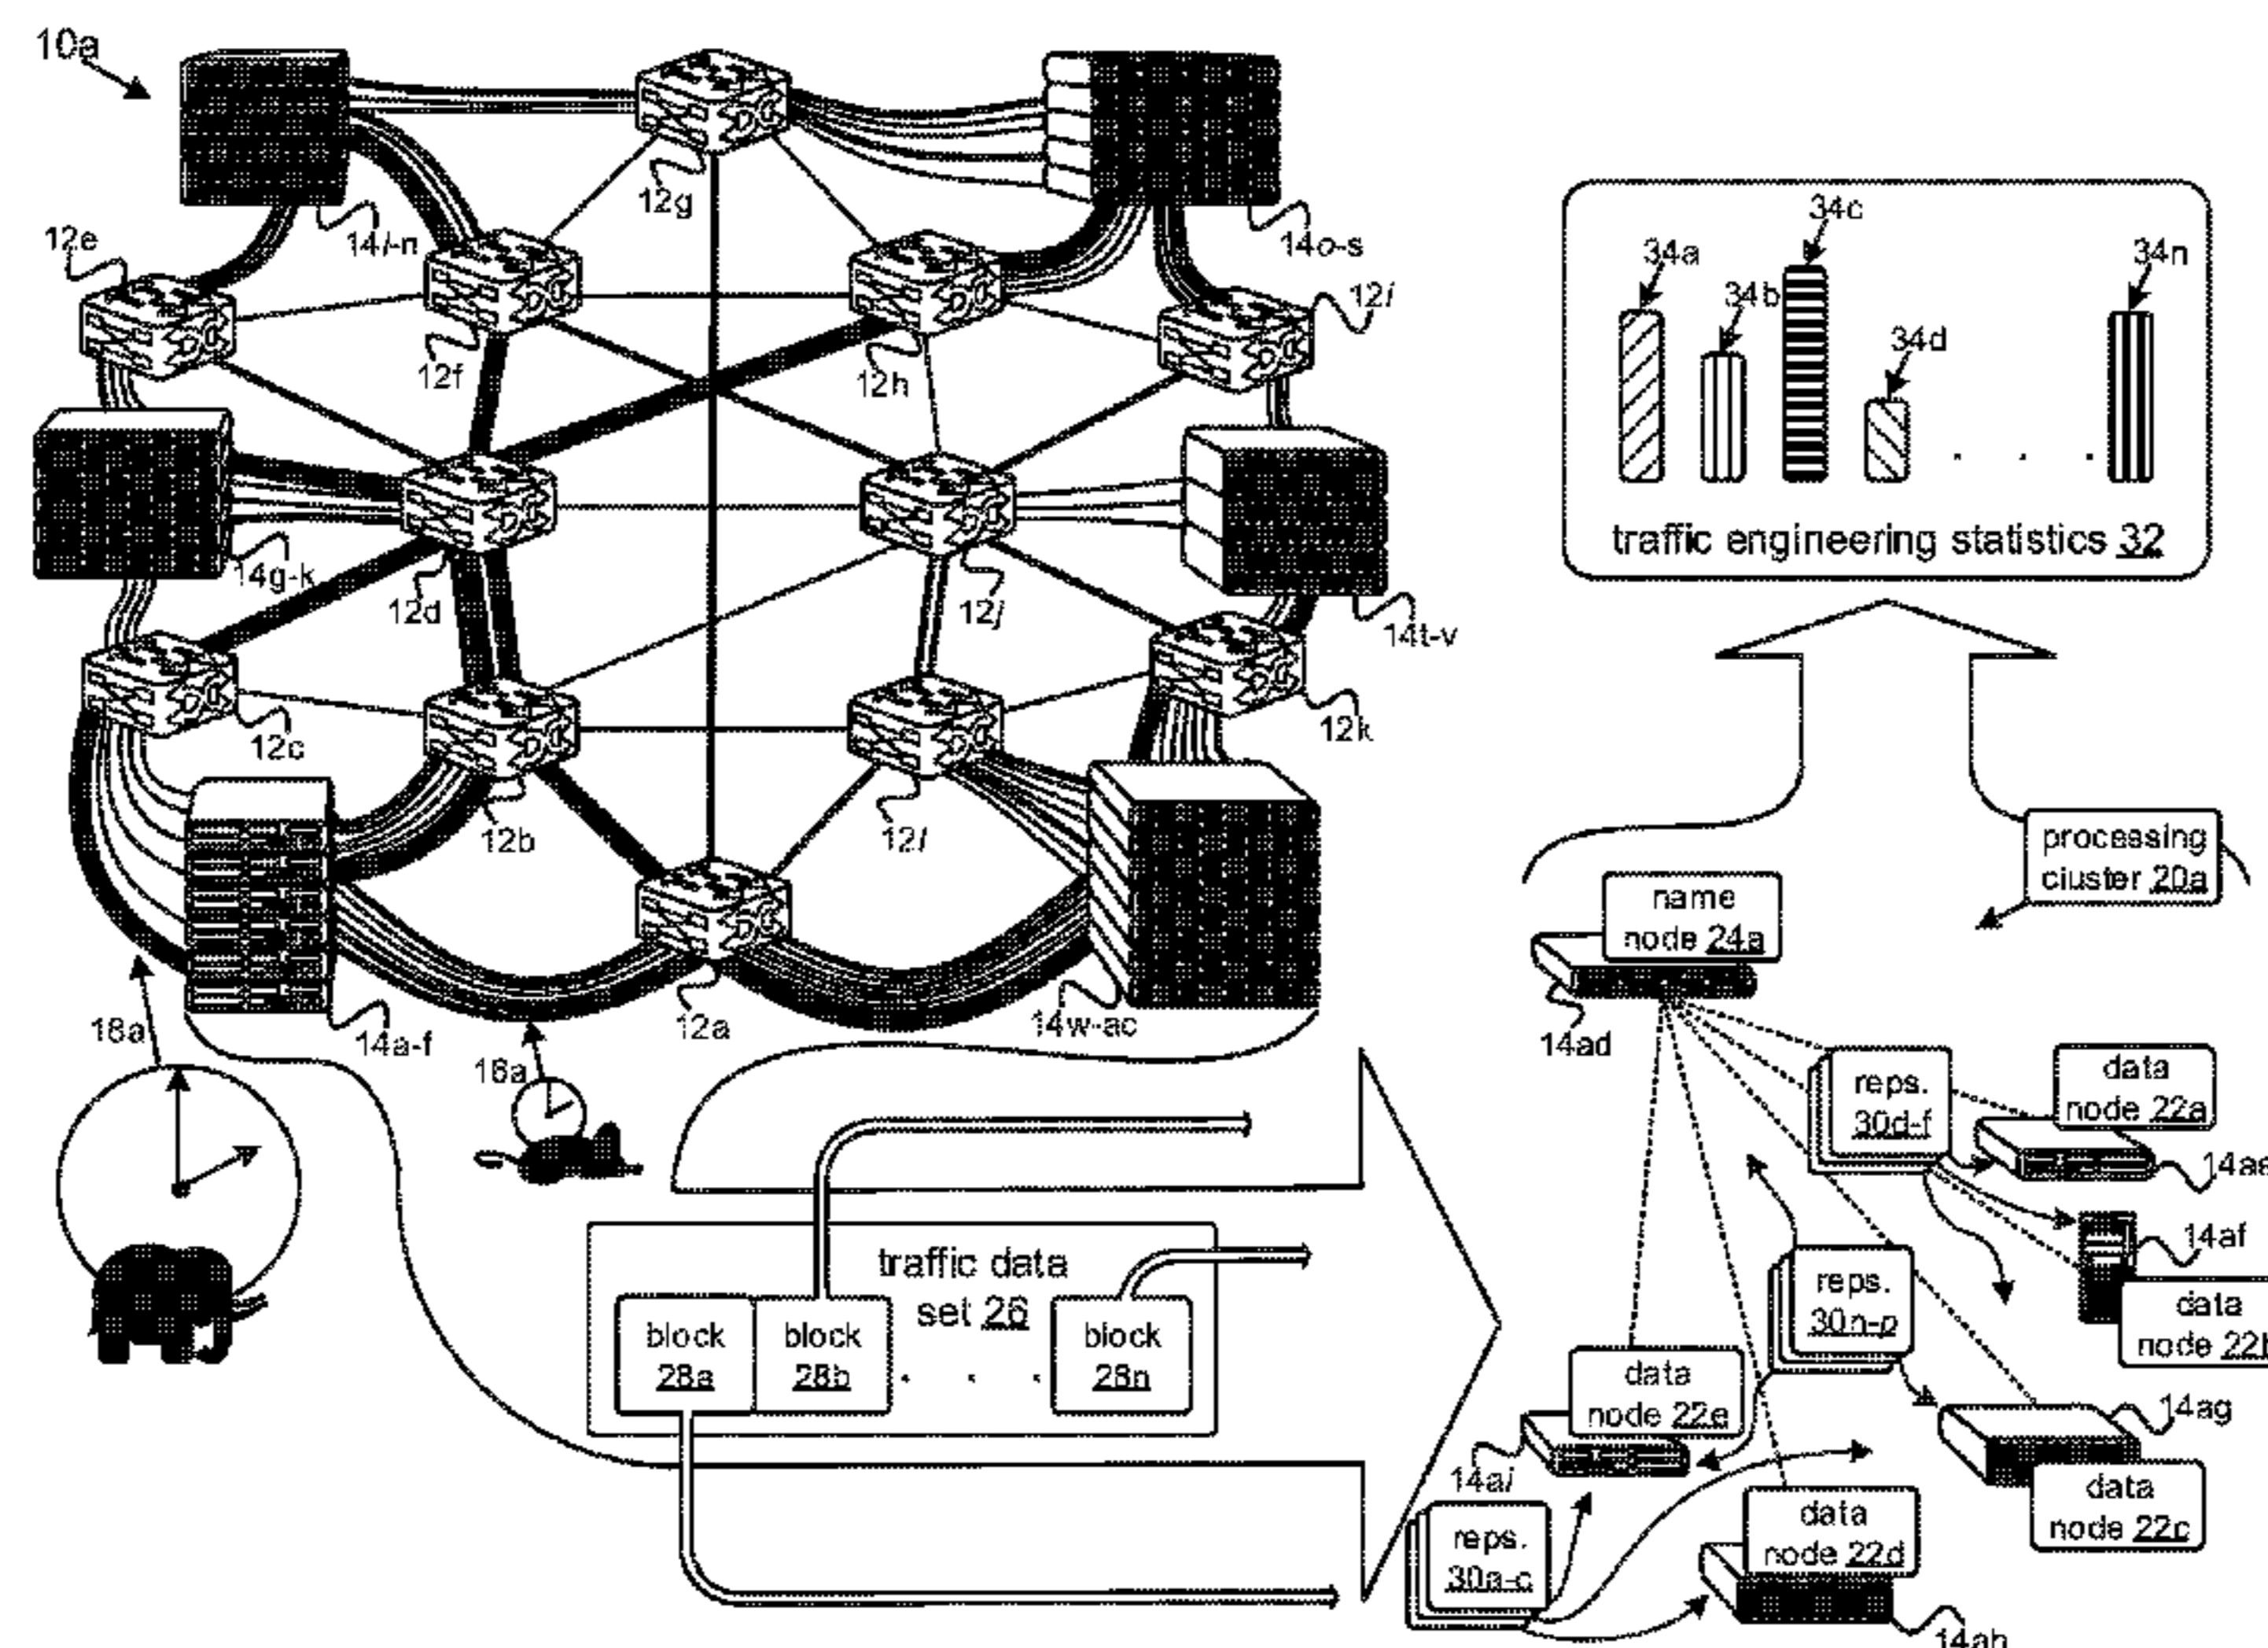 10a
12g
12e
14l-n
14o-s
12i
12f
12h
14g-k
12d
12j
14t-v
12c
12k
12b
12l
14a-f
12a
14w-ac
18a
16a
34a
34b
34c
34d
34n
. . .
traffic engineering statistics 32
processing
cluster 20a
name
node 24a
14ad
reps.
30d-f
data
node 22a
14ae
14af
data
node 22b
reps.
30n-p
traffic data
set 26
block
28a
block
28b
. . .
block
28n
data
node 22e
14ai
14ag
data
node 22c
reps.
30a-c
data
node 22d
14ah